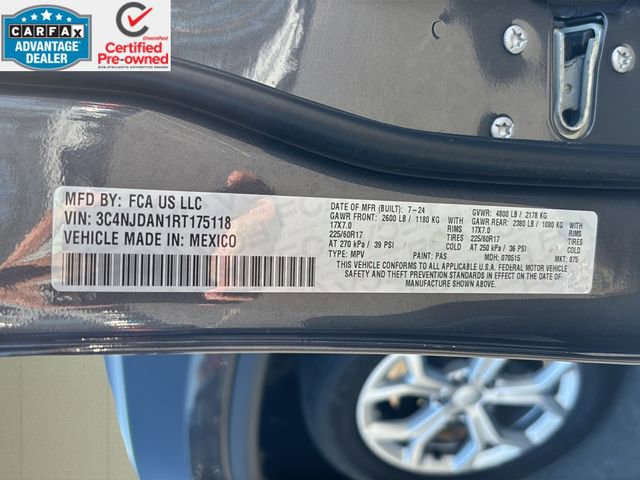 CARFAX
ADVANTAGE
DEALER
Certified
Pre-owned
MFD BY: FCA US LLC
VIN: 3C4NJDAN1RT175118
VEHICLE MADE IN: MEXICO
DATE OF MFR (BUILT): 7-24
GVWR: 4800 LB / 2178 KG
GAWR FRONT: 2600 LB / 1180 KG
GAWR REAR: 2380 LB / 1080 KG
17X7.0
TIRES
17X7.0
TIRES
225/60R17
225/60R17
AT 270 kPa / 39 PSI
COLD
AT 250 kPa / 36 PSI
COLD
TYPE: MPV
PAINT: PAS
MDH: 070515
MKT: 875
THIS VEHICLE CONFORMS TO ALL APPLICABLE U.S.A. FEDERAL MOTOR VEHICLE
SAFETY AND THEFT PREVENTION STANDARDS IN EFFECT ON THE DATE OF
MANUFACTURE SHOWN ABOVE.